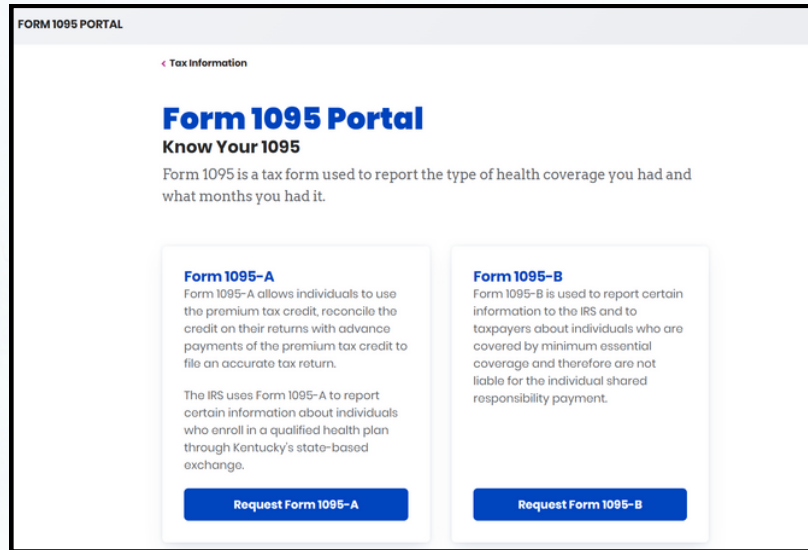 FORM 1095 PORTAL
< Tax Information
Form 1095 Portal
Know Your 1095
Form 1095 is a tax form used to report the type of health coverage you had and
what months you had it.
Form 1095-A
Form 1095-A allows individuals to use
the premium tax credit, reconcile the
credit on their returns with advance
payments of the premium tax credit to
file an accurate tax return.
The IRS uses Form 1095-A to report
certain information about individuals
who enroll in a qualified health plan
through Kentucky's state-based
exchange.
Request Form 1095-A
Form 1095-B
Form 1095-B is used to report certain
information to the IRS and to
taxpayers about individuals who are
covered by minimum essential
coverage and therefore are not
liable for the individual shared
responsibility payment.
Request Form 1095-B